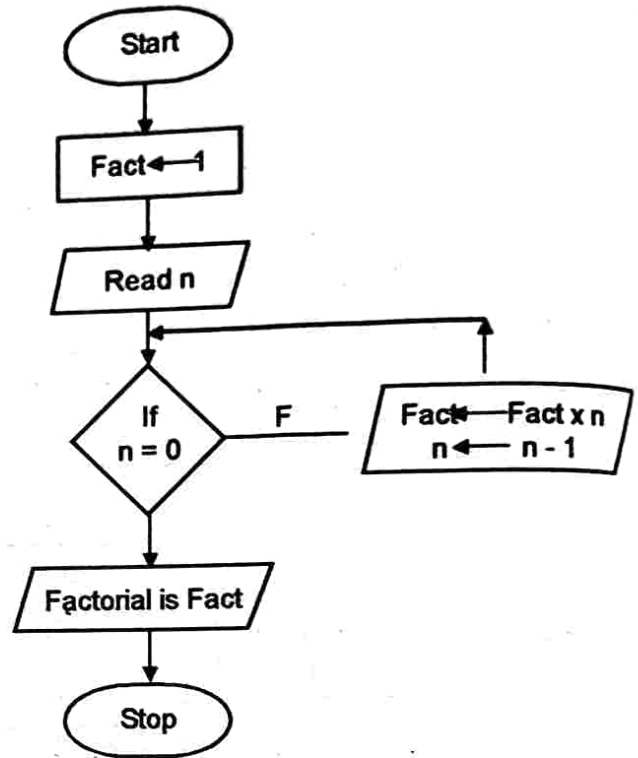 Start
Fact ← 1
Read n
If
n = 0
F
Fact ← Fact x n
n ← n - 1
Factorial is Fact
Stop